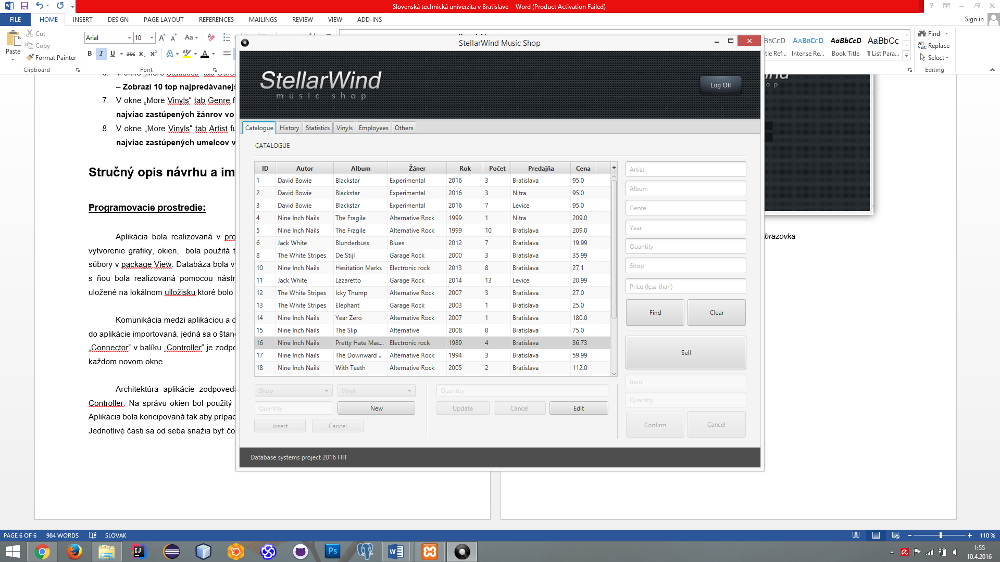 Slovenská technická univerzita v Bratislave - Word (Product Activation Failed)
FILE HOME INSERT DESIGN PAGE LAYOUT REFERENCES MAILINGS REVIEW VIEW ADD-INS Sign in
Paste Cut Copy Format Painter Clipboard
Arial 10 Font
tle Ref... Intense Re... Book Title ¶ List Para...
Find Replace Select Editing
– Zobrazí 10 top najpredávanejš
7. V okne „More Vinyls“ tab Genre f
najviac zastúpených žánrov vo
8. V okne „More Vinyls“ tab Artist fu
najviac zastúpených umelcov v
Stručný opis návrhu a im
Programovacie prostredie:
Aplikácia bola realizovaná v pro
vytvorenie grafiky, okien, bola použitá t
súbory v package View. Databáza bola vy
s ňou bola realizovaná pomocou nástr
uložené na lokálnom ulložisku ktoré bolo
Komunikácia medzi aplikáciou a d
do aplikácie importovaná, jedná sa o štan
„Connector“ v balíku „Controller“ je zodpo
každom novom okne.
Architektúra aplikácie zodpoveda
Controller. Na správu okien bol použitý
Aplikácia bola koncipovaná tak aby prípad
Jednotlivé časti sa od seba snažia byť čo
brazovka
StellarWind Music Shop
StellarWind
music shop
Log Off
Catalogue History Statistics Vinyls Employees Others
CATALOGUE
ID Autor Album Žáner Rok Počet Predajňa Cena +
1 David Bowie Blackstar Experimental 2016 3 Bratislava 95.0
2 David Bowie Blackstar Experimental 2016 3 Nitra 95.0
3 David Bowie Blackstar Experimental 2016 7 Levice 95.0
4 Nine Inch Nails The Fragile Alternative Rock 1999 1 Nitra 209.0
5 Nine Inch Nails The Fragile Alternative Rock 1999 10 Bratislava 209.0
6 Jack White Blunderbuss Blues 2012 7 Bratislava 19.99
8 The White Stripes De Stijl Garage Rock 2000 3 Bratislava 35.99
10 Nine Inch Nails Hesitation Marks Electronic rock 2013 8 Bratislava 27.1
11 Jack White Lazaretto Garage Rock 2014 13 Levice 20.99
12 The White Stripes Icky Thump Alternative Rock 2007 3 Bratislava 27.0
13 The White Stripes Elephant Garage Rock 2003 1 Bratislava 25.0
14 Nine Inch Nails Year Zero Alternative Rock 2007 1 Bratislava 180.0
15 Nine Inch Nails The Slip Alternative 2008 8 Bratislava 75.0
16 Nine Inch Nails Pretty Hate Mac... Electronic rock 1989 4 Bratislava 36.73
17 Nine Inch Nails The Downward ... Alternative Rock 1994 3 Bratislava 59.99
18 Nine Inch Nails With Teeth Alternative Rock 2005 2 Bratislava 112.0
Artist
Album
Genre
Year
Quantity
Shop
Price (less than)
Find Clear
Sell
Item
Quantity
Confirm Cancel
Shop Vinyl
Quantity New
Insert Cancel
Quantity
Update Cancel Edit
Database systems project 2016 FIIT
PAGE 6 OF 6 984 WORDS SLOVAK 110 %
1:55
10.4.2016